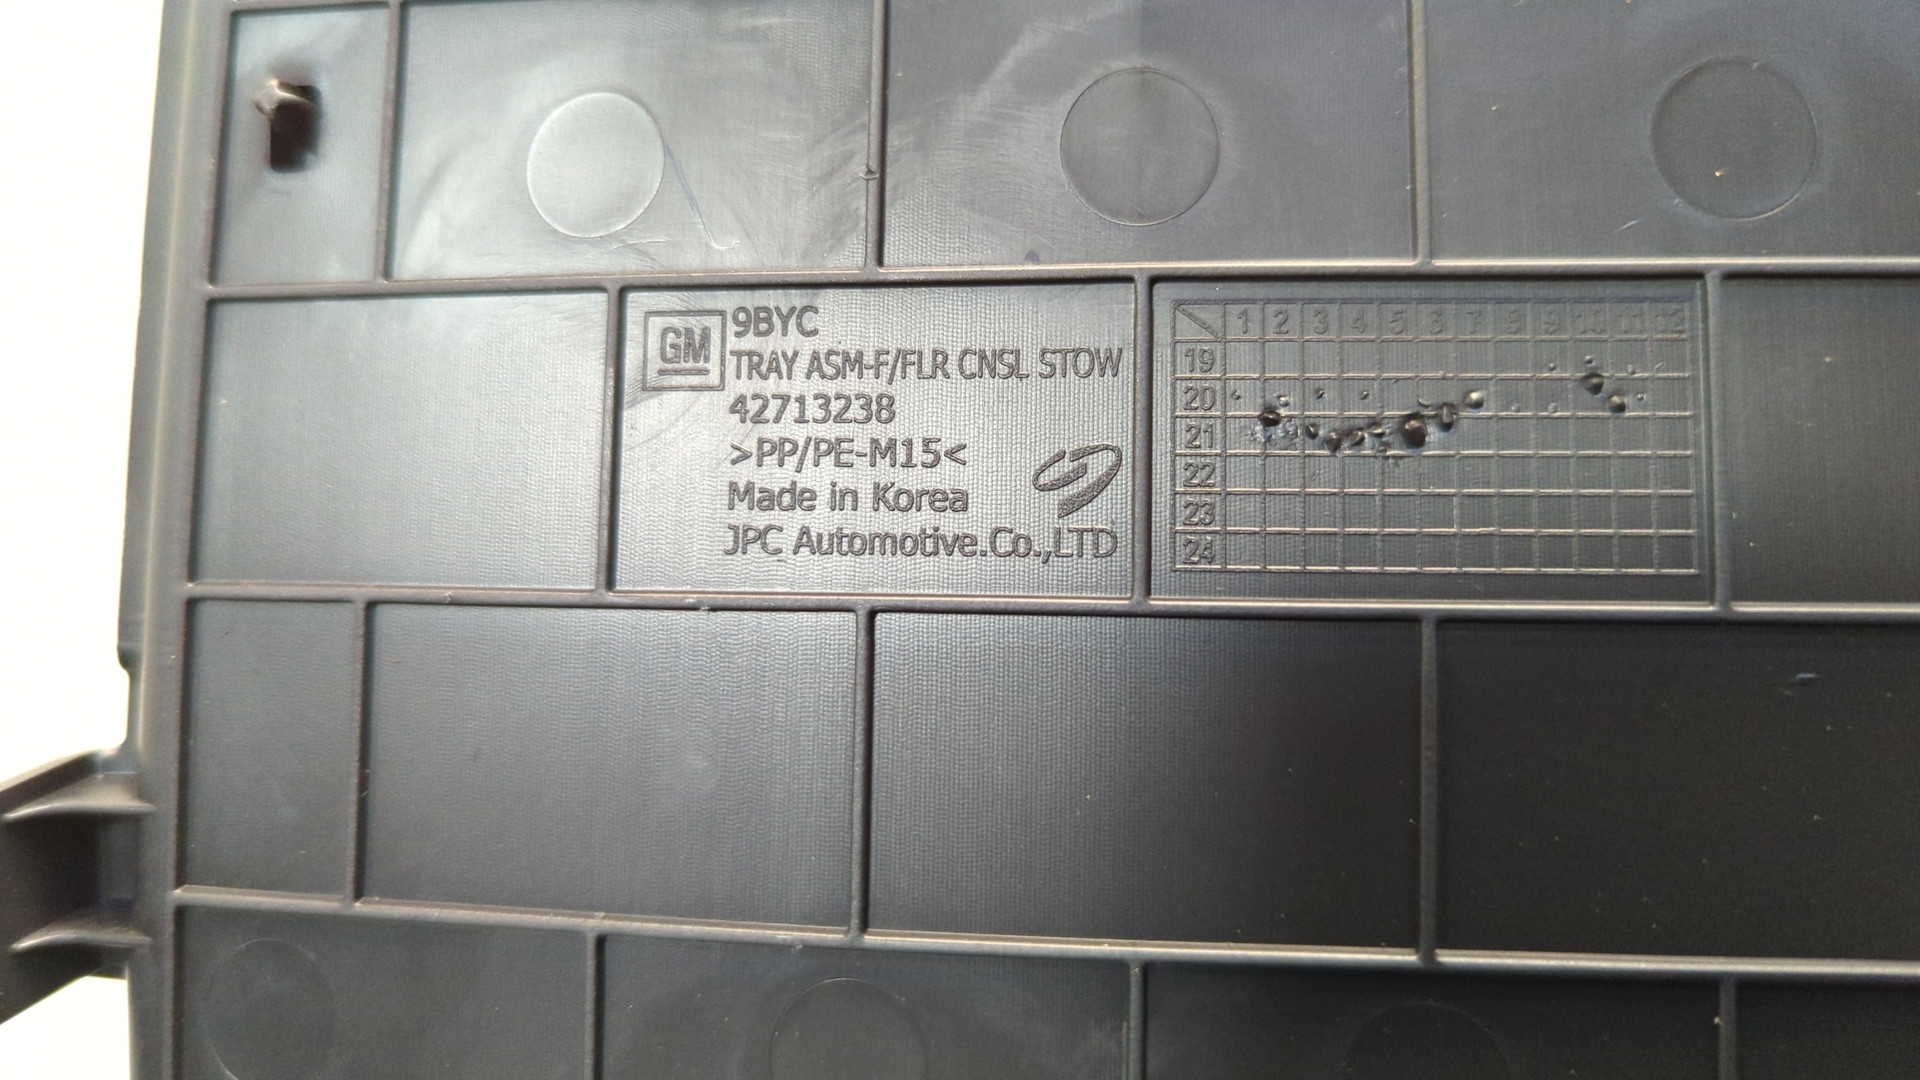 GM
9BYC
TRAY ASM-F/FLR CNSL STOW
42713238
>PP/PE-M15<
Made in Korea
JPC Automotive.Co.,LTD
1 2 3 4 5 6 7 8 9 10 11 12
19
20
21
22
23
24